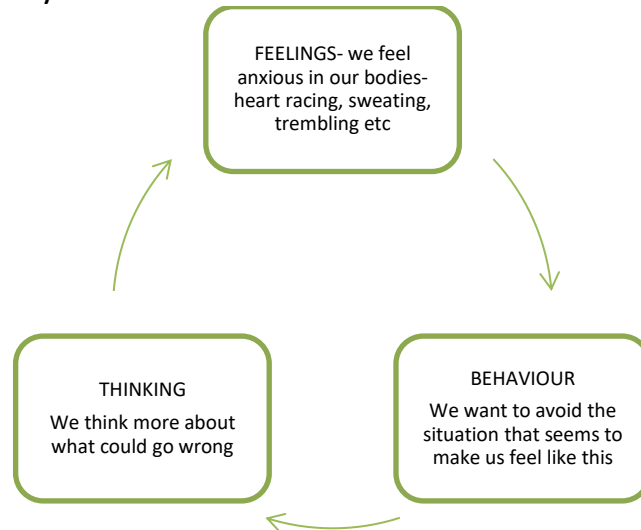 FEELINGS- we feel
anxious in our bodies-
heart racing, sweating,
trembling etc
THINKING
We think more about
what could go wrong
BEHAVIOUR
We want to avoid the
situation that seems to
make us feel like this